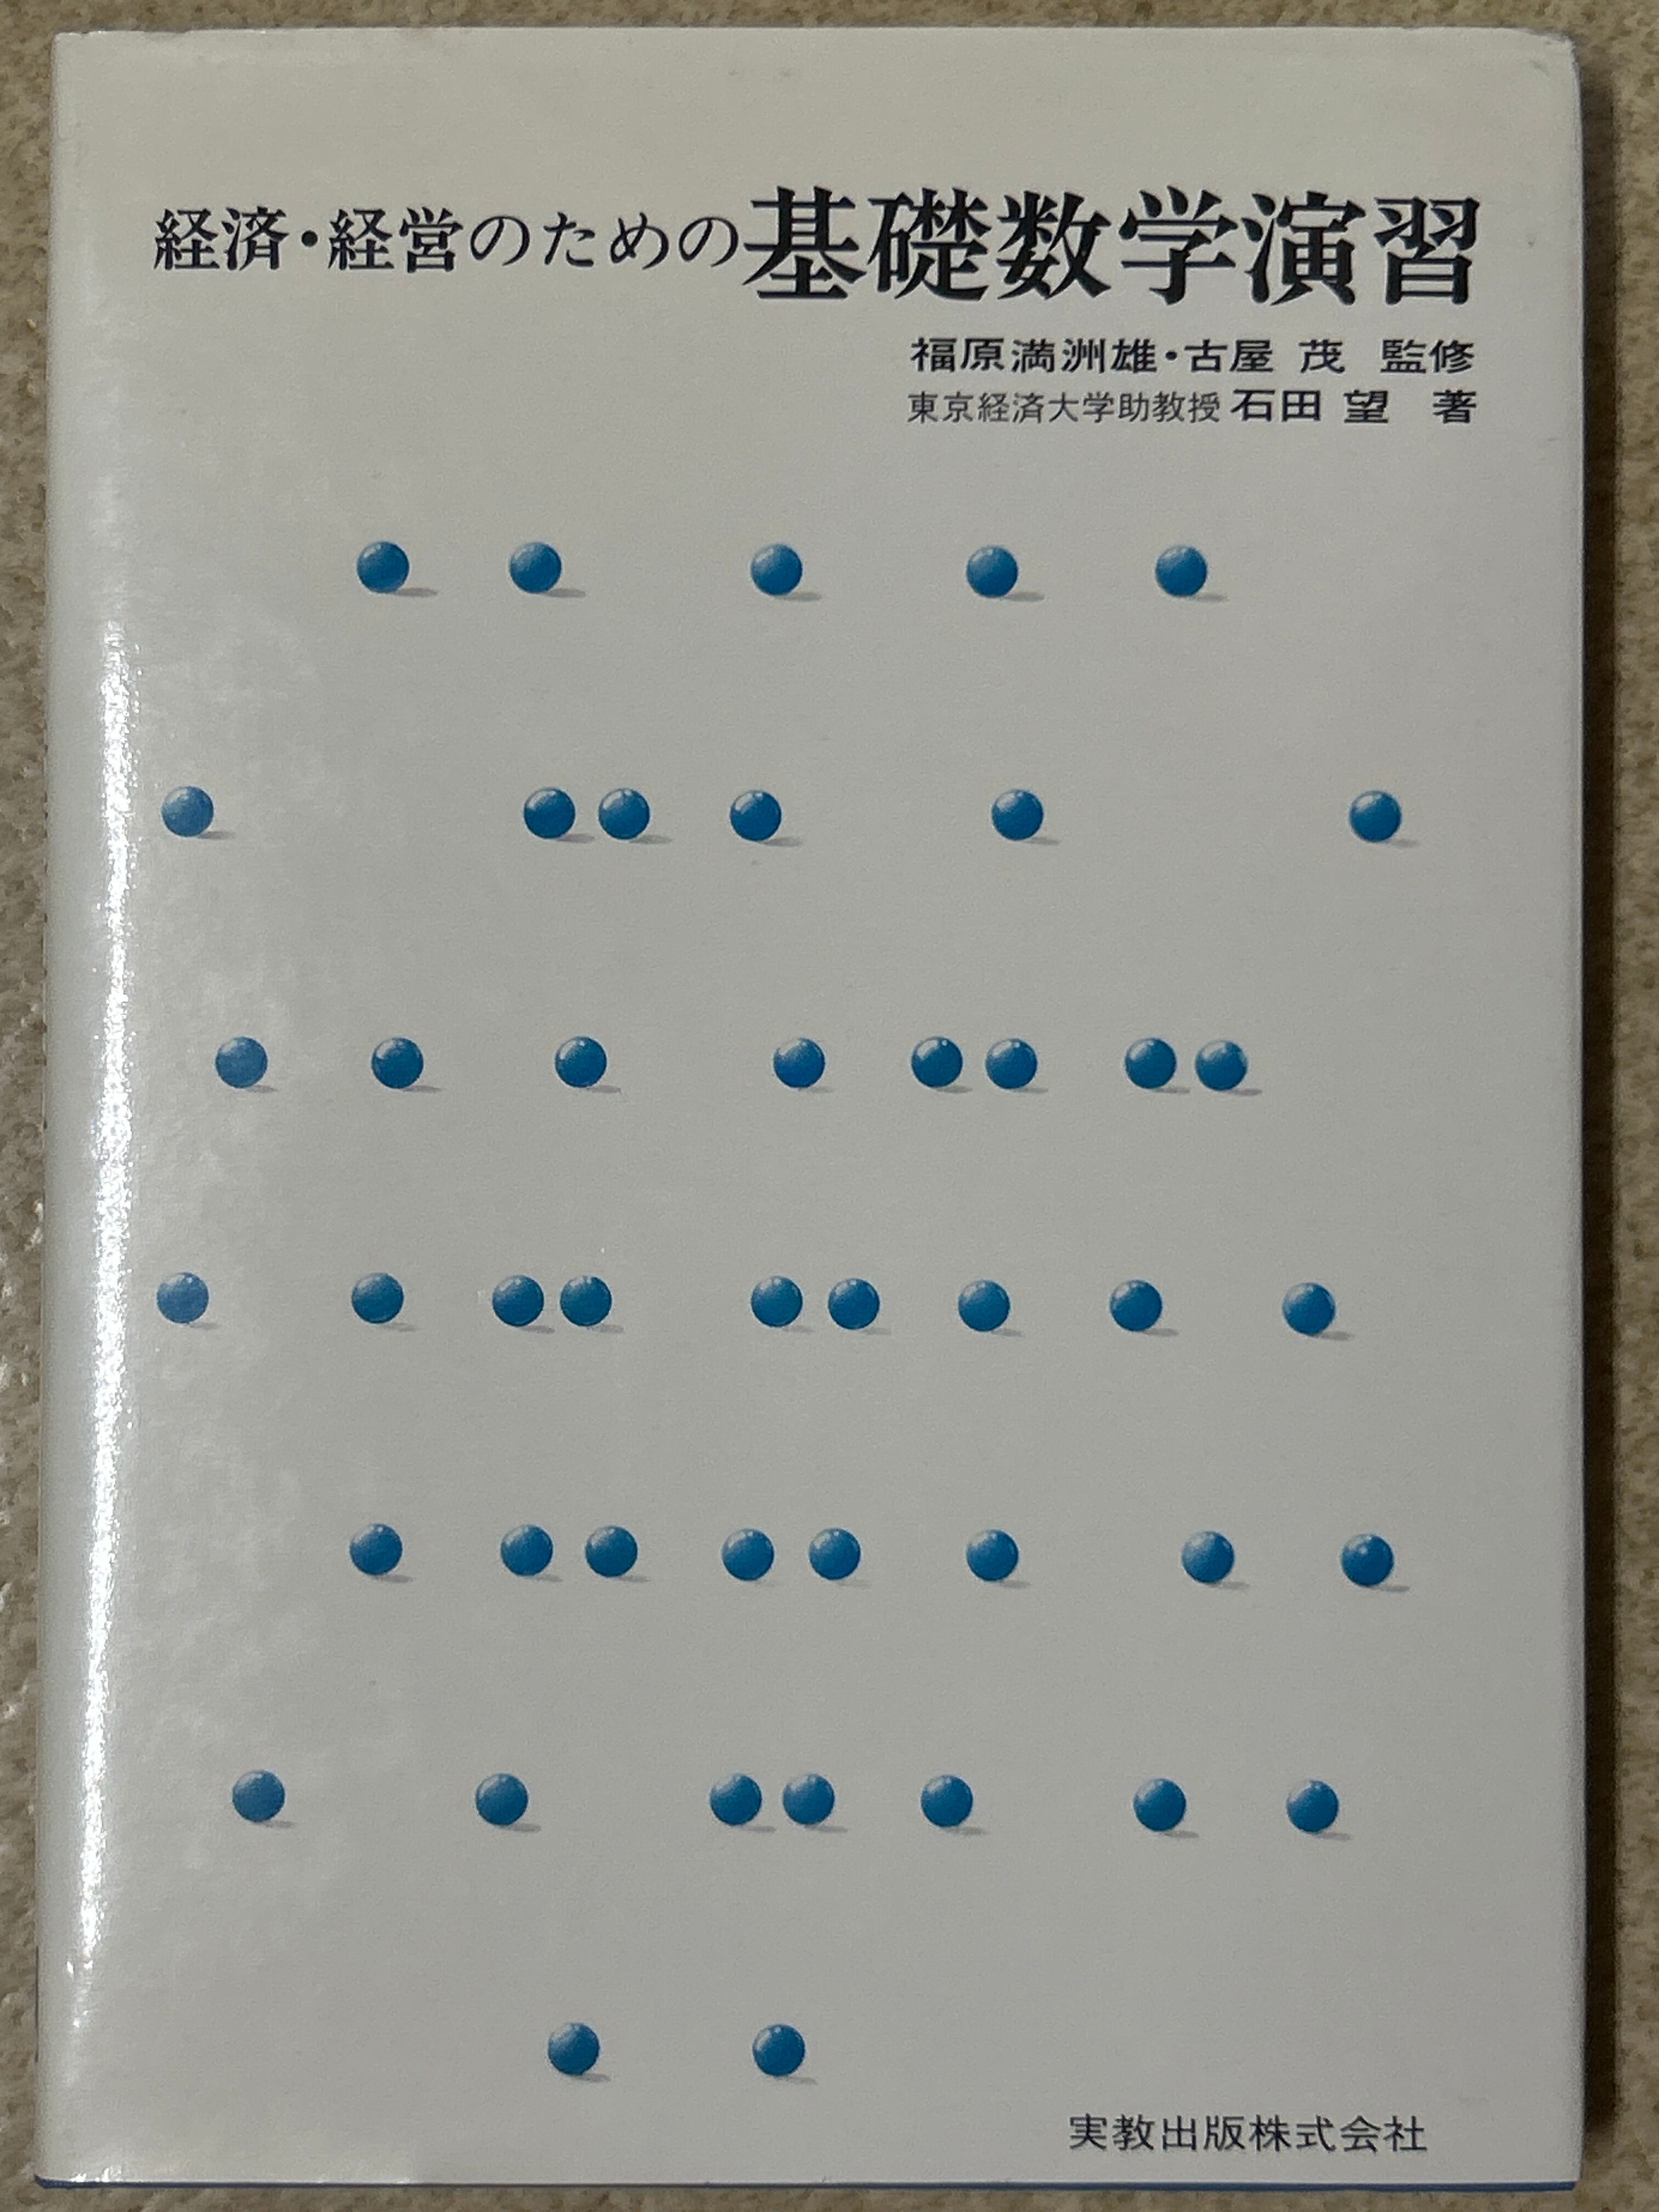 経済・経営のための基礎数学演習
福原満洲雄・古屋 茂 監修
東京経済大学助教授 石田 望 著
実教出版株式会社